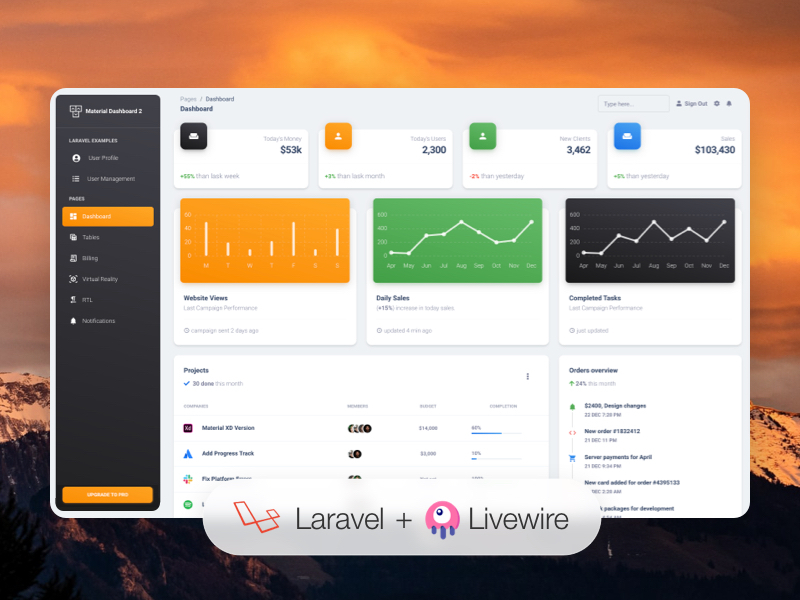 Material Dashboard 2
LARAVEL EXAMPLES
User Profile
User Management
PAGES
Dashboard
Tables
Billing
Virtual Reality
RTL
Notifications
UPGRADE TO PRO
Pages / Dashboard
Dashboard
Type here...
Sign Out
Today's Money
$53k
+55% than lask week
Today's Users
2,300
+3% than lask month
New Clients
3,462
-2% than yesterday
Sales
$103,430
+5% than yesterday
60
40
20
0
M T W T F S S
Website Views
Last Campaign Performance
campaign sent 2 days ago
600
400
200
0
Apr May Jun Jul Aug Sep Oct Nov Dec
Daily Sales
(+15%) increase in today sales.
updated 4 min ago
600
400
200
0
Apr May Jun Jul Aug Sep Oct Nov Dec
Completed Tasks
Last Campaign Performance
just updated
Projects
30 done this month
COMPANIES MEMBERS BUDGET COMPLETION
Xd Material XD Version $14,000 60%
Add Progress Track $3,000 10%
Fix Platform
Orders overview
24% this month
$2400, Design changes
22 DEC 7:20 PM
New order #1832412
21 DEC 11 PM
Server payments for April
21 DEC 9:34 PM
New card added for order #4395133
DEC 2:20 AM
packages for development
Laravel + Livewire